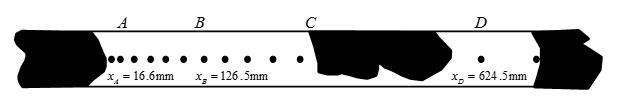 A B C D
x_A = 16.6mm x_B = 126.5mm x_D = 624.5mm